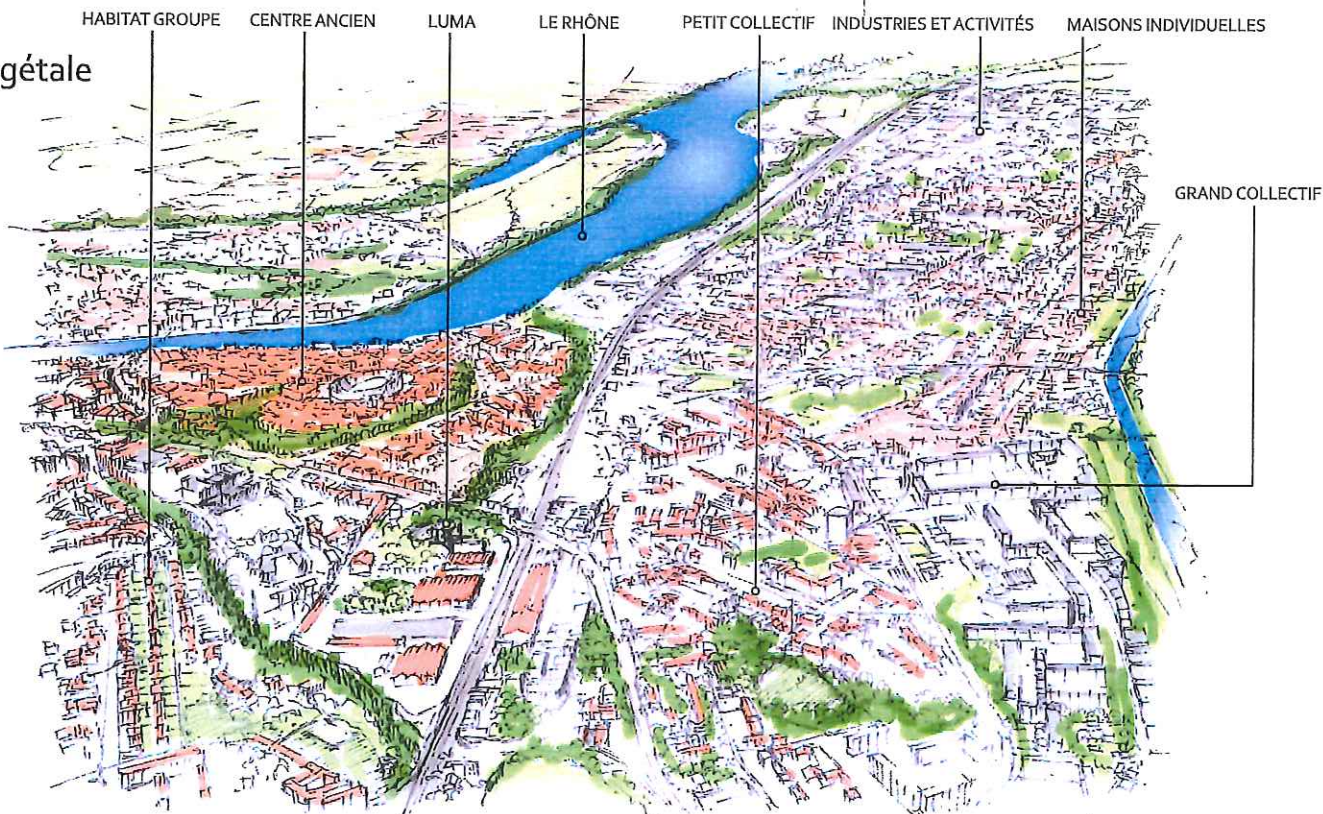 HABITAT GROUPE
CENTRE ANCIEN
LUMA
LE RHÔNE
PETIT COLLECTIF
INDUSTRIES ET ACTIVITÉS
MAISONS INDIVIDUELLES
gétale
GRAND COLLECTIF